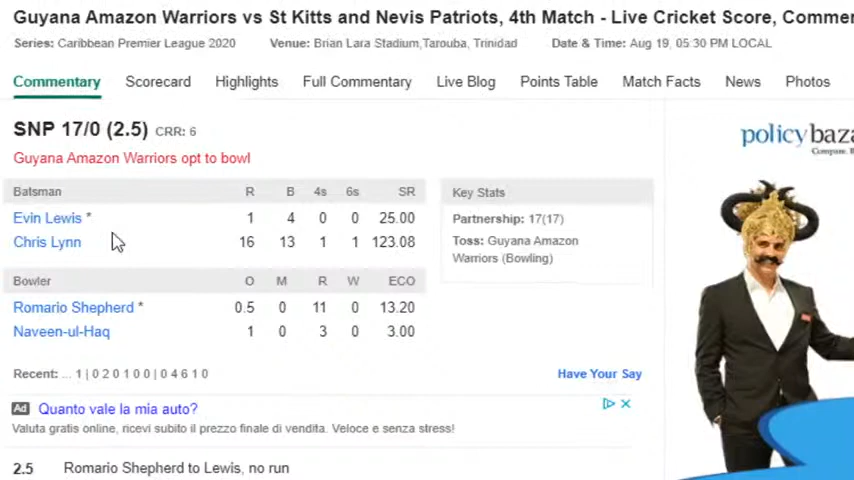 Guyana Amazon Warriors vs St Kitts and Nevis Patriots, 4th Match - Live Cricket Score, Commer
Series: Caribbean Premier League 2020 Venue: Brian Lara Stadium,Tarouba, Trinidad Date & Time: Aug 19, 05:30 PM LOCAL
Commentary Scorecard Highlights Full Commentary Live Blog Points Table Match Facts News Photos
SNP 17/0 (2.5) CRR: 6
Guyana Amazon Warriors opt to bowl
Batsman R B 4s 6s SR
Evin Lewis * 1 4 0 0 25.00
Chris Lynn 16 13 1 1 123.08
Bowler O M R W ECO
Romario Shepherd * 0.5 0 11 0 13.20
Naveen-ul-Haq 1 0 3 0 3.00
Key Stats
Partnership: 17(17)
Toss: Guyana Amazon
Warriors (Bowling)
Recent: ... 1 | 0 2 0 1 0 0 | 0 4 6 1 0
Have Your Say
Ad Quanto vale la mia auto?
Valuta gratis online, ricevi subito il prezzo finale di vendita. Veloce e senza stress!
2.5 Romario Shepherd to Lewis, no run
policybaza
Compare. B